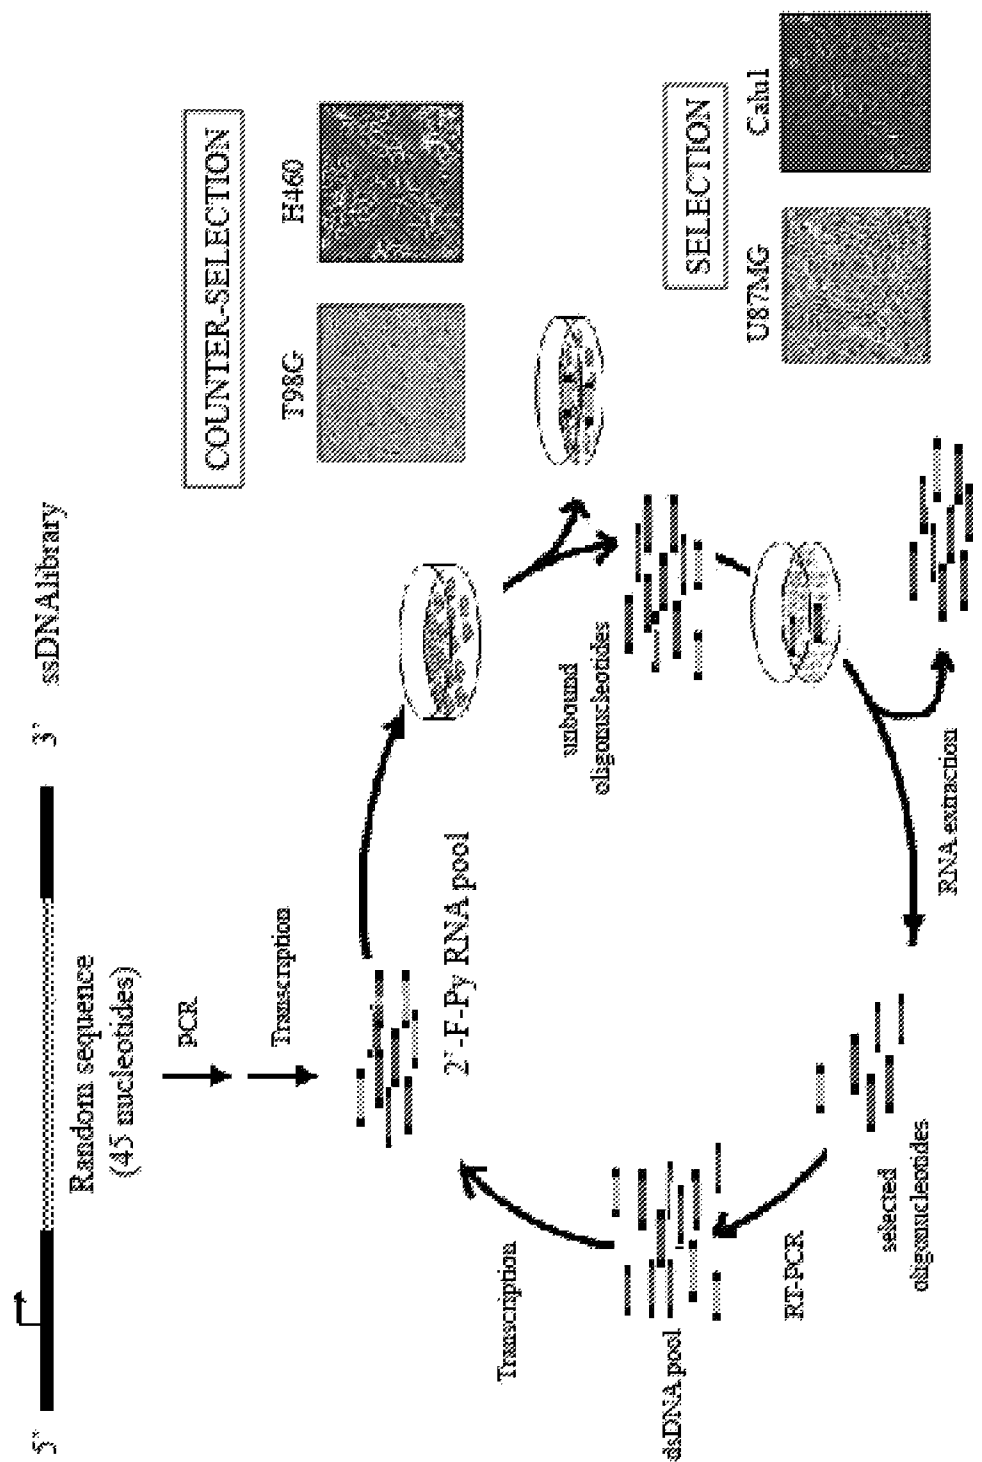 5'
3'
ssDNA library
Random sequence
(45 nucleotides)
PCR
Transcription
COUNTER-SELECTION
T98G
H460
2'-F-Py RNA pool
unbound
oligonucleotides
SELECTION
U87MG
Calu1
RNA extraction
selected
oligonucleotides
RT-PCR
dsDNA pool
Transcription